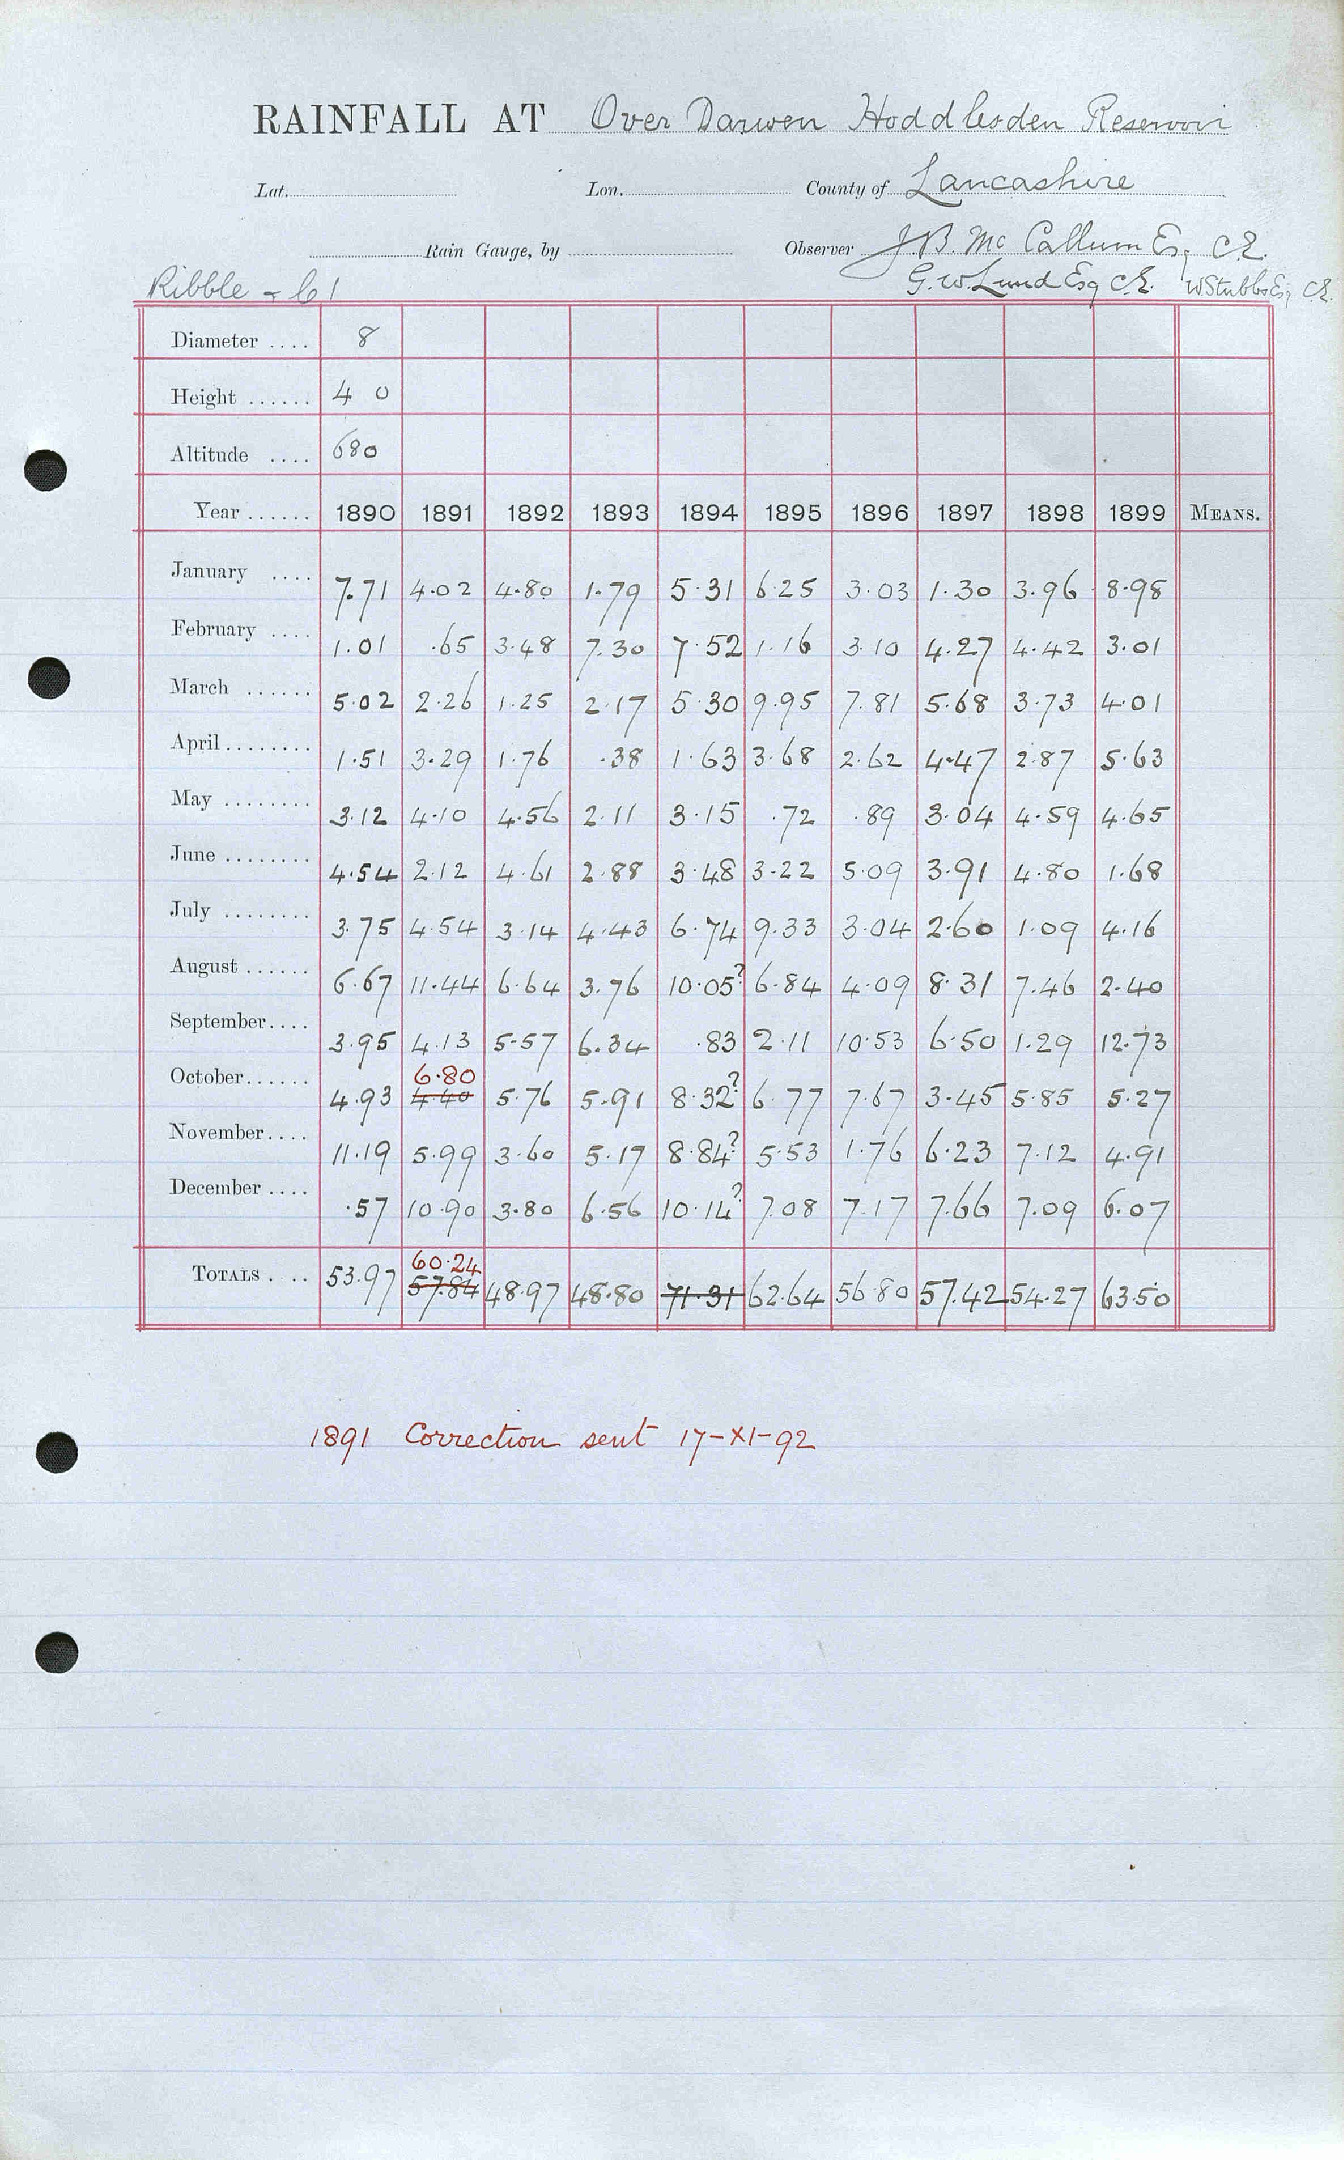 RAINFALL AT Over Darwen Hoddlesden Reservoir
Lat. Lon. County of Lancashire
Rain Gauge, by Observer J.B. Mc Callum Esq C.E.
Ribble G.W. Lund Esq C.E. W Stubbs Esq C.E.
Diameter .... 8
Height ...... 4 0
Altitude .... 680
Year ...... 1890 1891 1892 1893 1894 1895 1896 1897 1898 1899 MEANS.
January .... 7.71 4.02 4.80 1.79 5.31 6.25 3.03 1.30 3.96 8.98
February .... 1.01 .65 3.48 7.30 7.52 1.16 3.10 4.27 4.42 3.01
March ...... 5.02 2.26 1.25 2.17 5.30 9.95 7.81 5.68 3.73 4.01
April ........ 1.51 3.29 1.76 .38 1.63 3.68 2.62 4.47 2.87 5.63
May ........ 3.12 4.10 4.56 2.11 3.15 .72 .89 3.04 4.59 4.65
June ........ 4.54 2.12 4.61 2.88 3.48 3.22 5.09 3.91 4.80 1.68
July ........ 3.75 4.54 3.14 4.43 6.74 9.33 3.04 2.60 1.09 4.16
August ...... 6.67 11.44 6.64 3.76 10.05? 6.84 4.09 8.31 7.46 2.40
September.... 3.95 4.13 5.57 6.34 .83 2.11 10.53 6.50 1.29 12.73
6.80
October...... 4.93 4.40 5.76 5.91 8.32? 6.77 7.67 3.45 5.85 5.27
November.... 11.19 5.99 3.60 5.17 8.84? 5.53 1.76 6.23 7.12 4.91
December .... .57 10.90 3.80 6.56 10.14? 7.08 7.17 7.66 7.09 6.07
60.24
TOTALS . .. 53.97 57.84 48.97 48.80 71.31 62.64 56.80 57.42 54.27 63.50
1891 Correction sent 17-XI-92